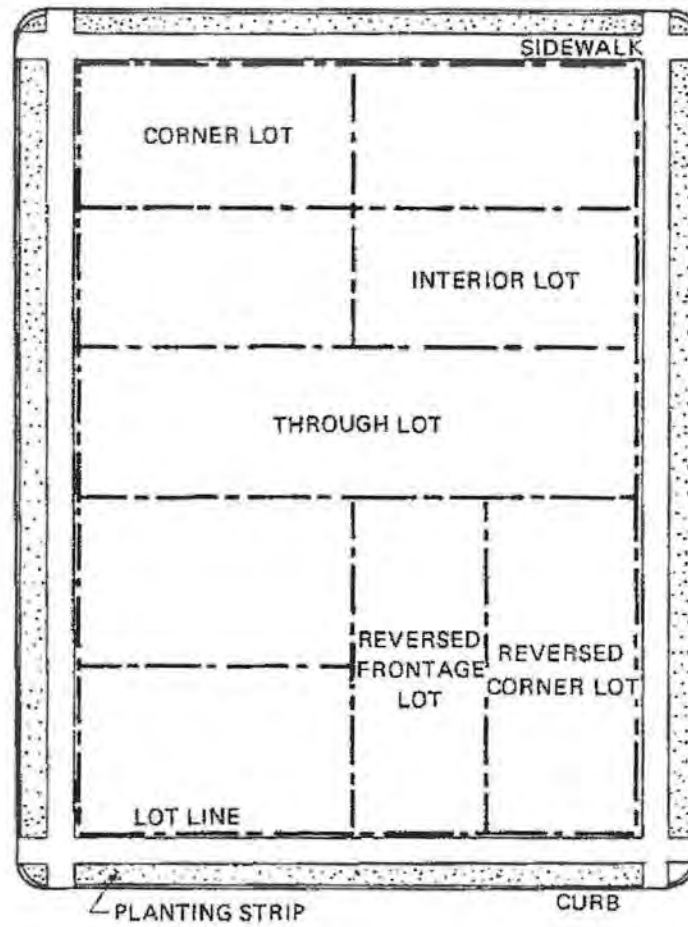 SIDEWALK
CORNER LOT
INTERIOR LOT
THROUGH LOT
REVERSED
FRONTAGE
LOT
REVERSED
CORNER LOT
LOT LINE
PLANTING STRIP
CURB